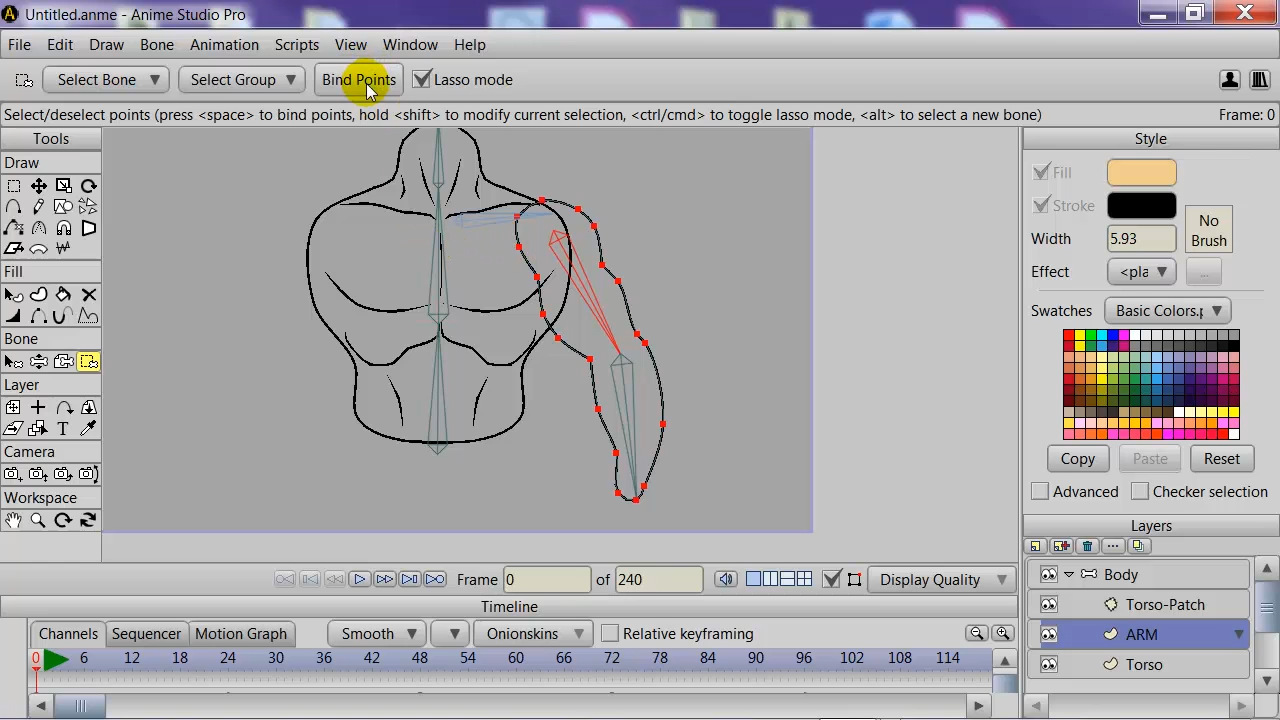 Untitled.anme - Anime Studio Pro
File Edit Draw Bone Animation Scripts View Window Help
Select Bone Select Group Bind Points Lasso mode
Select/deselect points (press <space> to bind points, hold <shift> to modify current selection, <ctrl/cmd> to toggle lasso mode, <alt> to select a new bone) Frame: 0
Tools
Draw
Fill
Bone
Layer
T
Camera
Workspace
Style
Fill
Stroke
No Brush
Width 5.93
Effect <pla ...
Swatches Basic Colors.p
Copy Paste Reset
Advanced Checker selection
Layers
Body
Torso-Patch
ARM
Torso
Frame 0 of 240 Display Quality
Timeline
Channels Sequencer Motion Graph Smooth Onionskins Relative keyframing
0 6 12 18 24 30 36 42 48 54 60 66 72 78 84 90 96 102 108 114